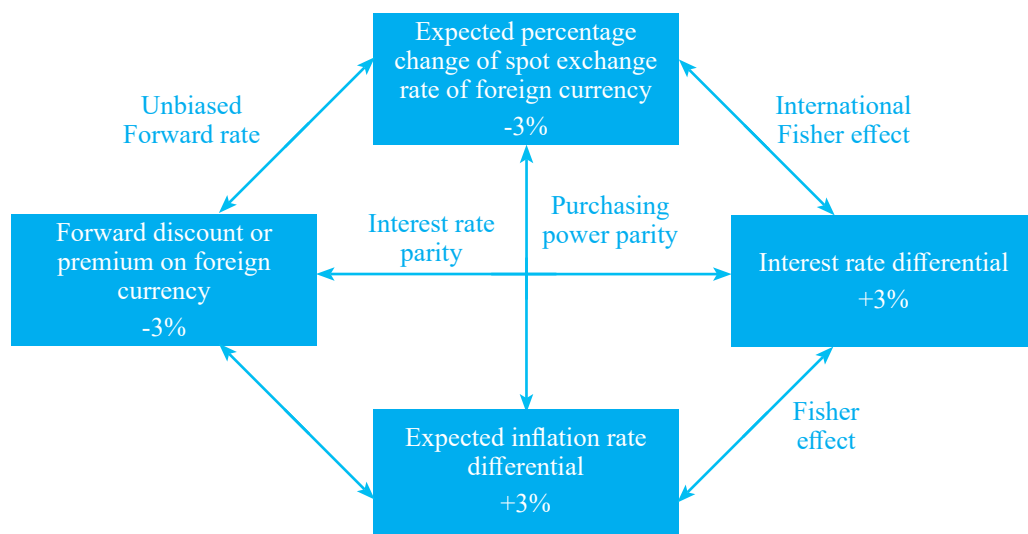 Expected percentage
change of spot exchange
rate of foreign currency
-3%
Unbiased
Forward rate
International
Fisher effect
Forward discount or
premium on foreign
currency
-3%
Interest rate
parity
Purchasing
power parity
Interest rate differential
+3%
Expected inflation rate
differential
+3%
Fisher
effect